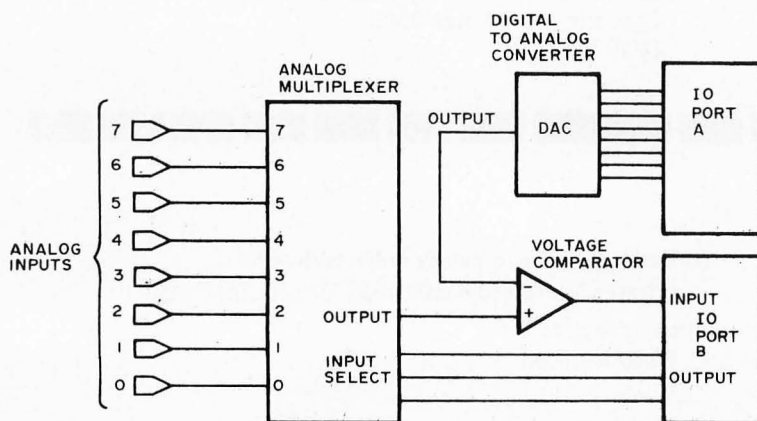 DIGITAL
TO ANALOG
CONVERTER
ANALOG
MULTIPLEXER
IO
PORT
A
DAC
OUTPUT
7
7
6
6
5
5
4
4
3
3
2
2
1
1
0
0
ANALOG
INPUTS
VOLTAGE
COMPARATOR
-
+
OUTPUT
INPUT
SELECT
INPUT
IO
PORT
B
OUTPUT